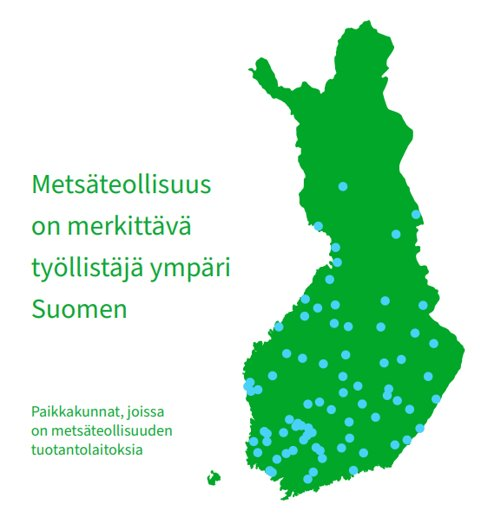 Metsäteollisuus
on merkittävä
työllistäjä ympäri
Suomen
Paikkakunnat, joissa
on metsäteollisuuden
tuotantolaitoksia